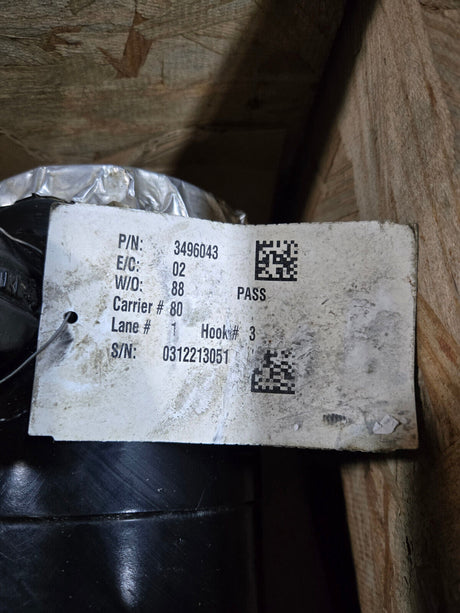 P/N: 3496043
E/C: 02
W/O: 88 PASS
Carrier # 80
Lane # 1 Hook # 3
S/N: 0312213051